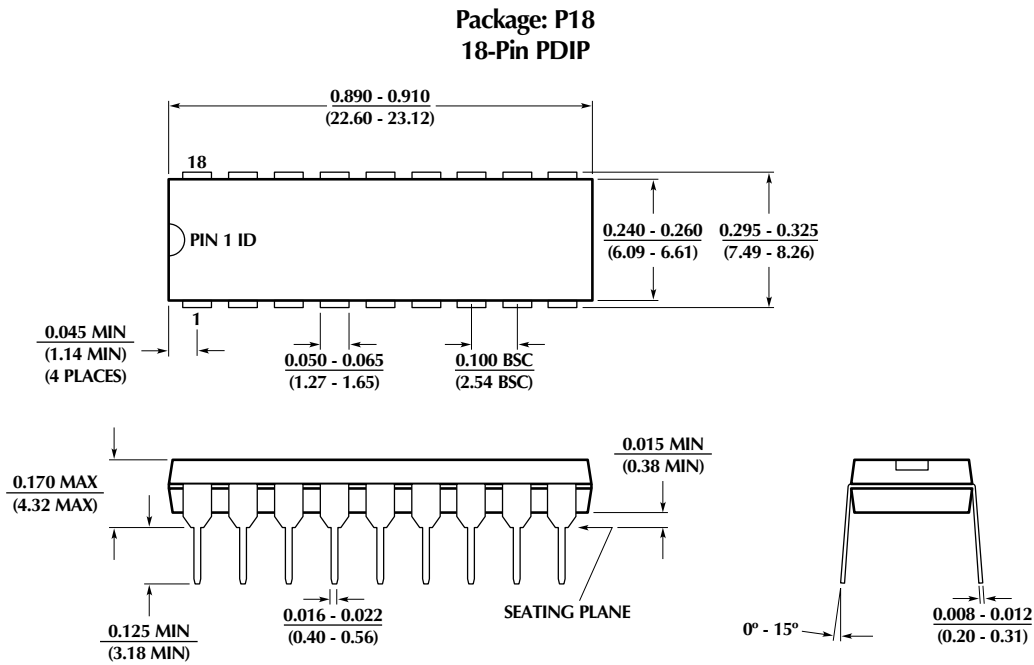 Package: P18
18-Pin PDIP
0.890 - 0.910
(22.60 - 23.12)
18
PIN 1 ID
0.240 - 0.260
(6.09 - 6.61)
0.295 - 0.325
(7.49 - 8.26)
1
0.045 MIN
(1.14 MIN)
(4 PLACES)
0.050 - 0.065
(1.27 - 1.65)
0.100 BSC
(2.54 BSC)
0.170 MAX
(4.32 MAX)
0.015 MIN
(0.38 MIN)
0.125 MIN
(3.18 MIN)
0.016 - 0.022
(0.40 - 0.56)
SEATING PLANE
0º - 15º
0.008 - 0.012
(0.20 - 0.31)